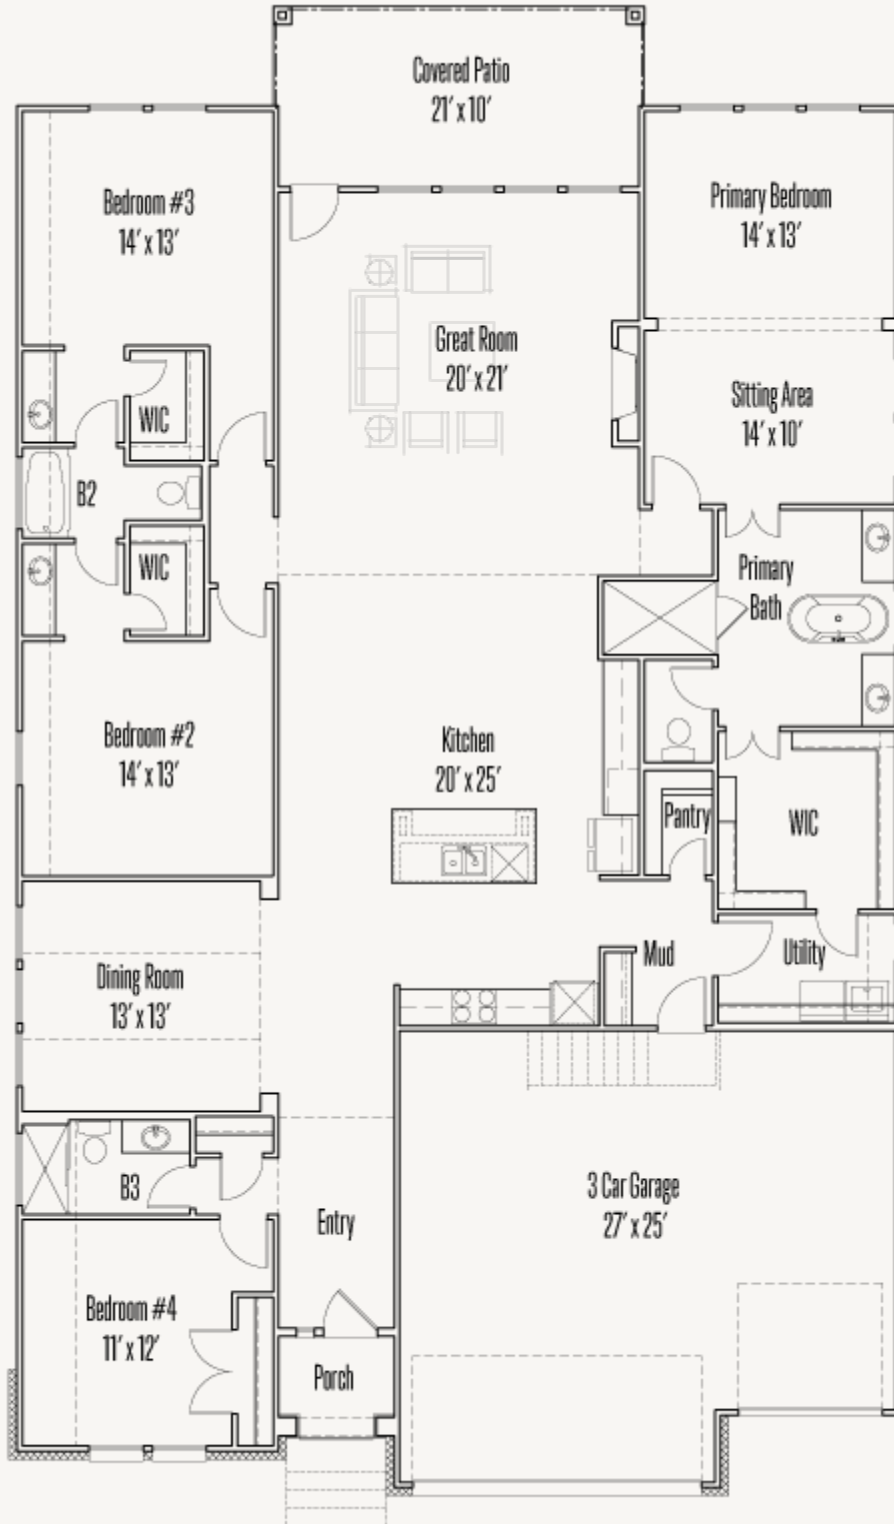 Covered Patio
21′ x 10′
Bedroom #3
14′ x 13′
Primary Bedroom
14′ x 13′
Great Room
20′ x 21′
Sitting Area
14′ x 10′
WIC
B2
WIC
Primary
Bath
Bedroom #2
14′ x 13′
Kitchen
20′ x 25′
Pantry
WIC
Dining Room
13′ x 13′
Mud
Utility
B3
Entry
3 Car Garage
27′ x 25′
Bedroom #4
11′ x 12′
Porch